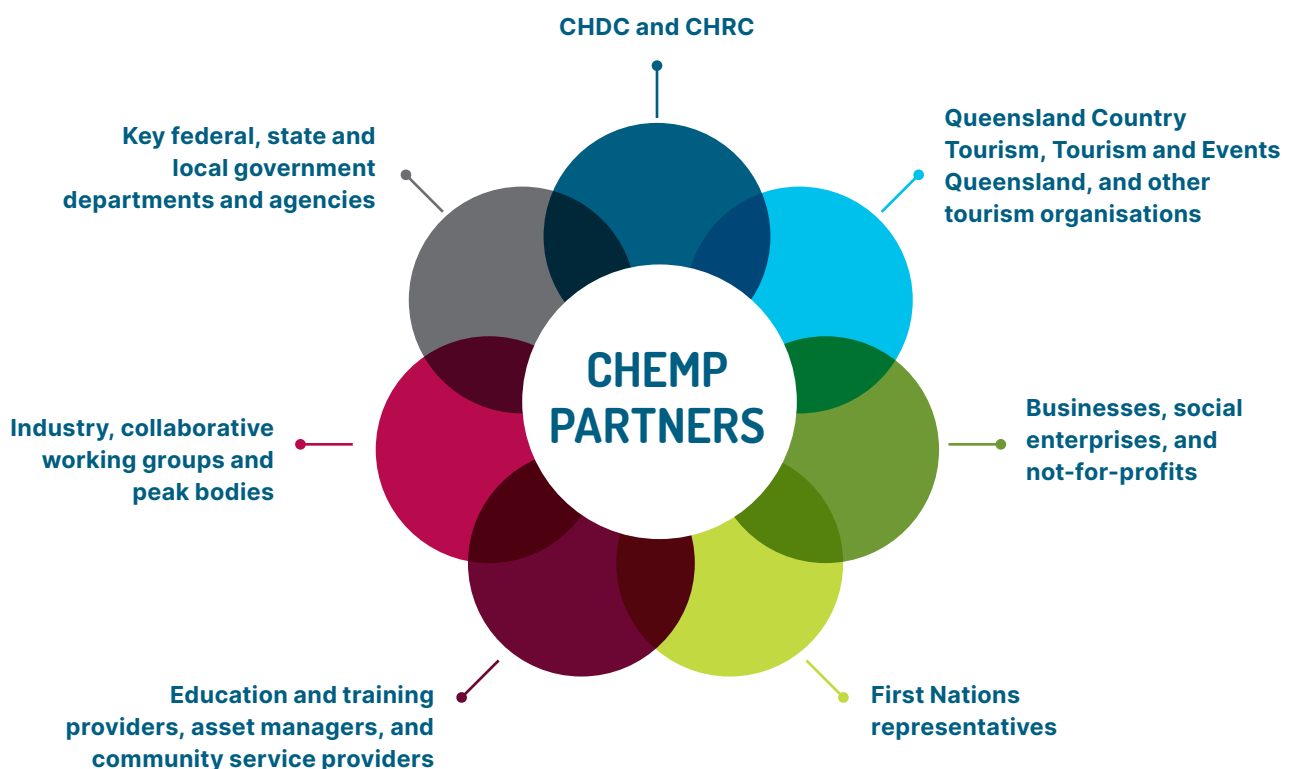 CHDC and CHRC
Queensland Country
Tourism, Tourism and Events
Queensland, and other
tourism organisations
Businesses, social
enterprises, and
not-for-profits
First Nations
representatives
Education and training
providers, asset managers, and
community service providers
Industry, collaborative
working groups and
peak bodies
Key federal, state and
local government
departments and agencies
CHEMP
PARTNERS